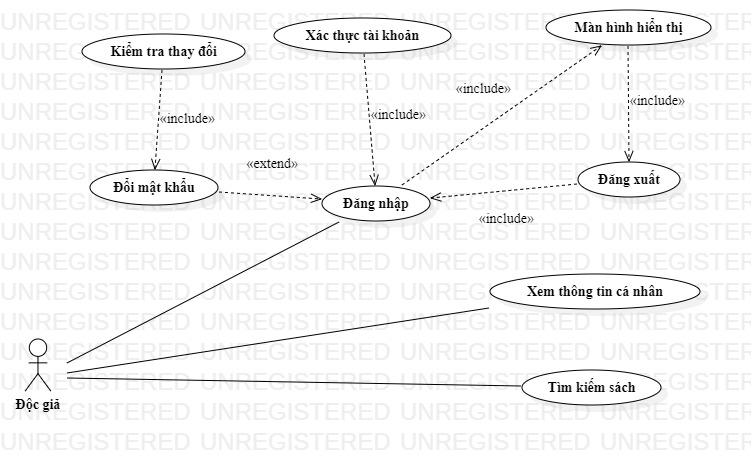 UNREGISTERED UNREGISTERED UNREGISTERED UNREGISTERED
Màn hình hiển thị
Xác thực tài khoản
Kiểm tra thay đổi
«include»
«include»
«include»
«include»
«extend»
Đăng xuất
Đổi mật khẩu
Đăng nhập
«include»
Xem thông tin cá nhân
Tìm kiếm sách
Độc giả